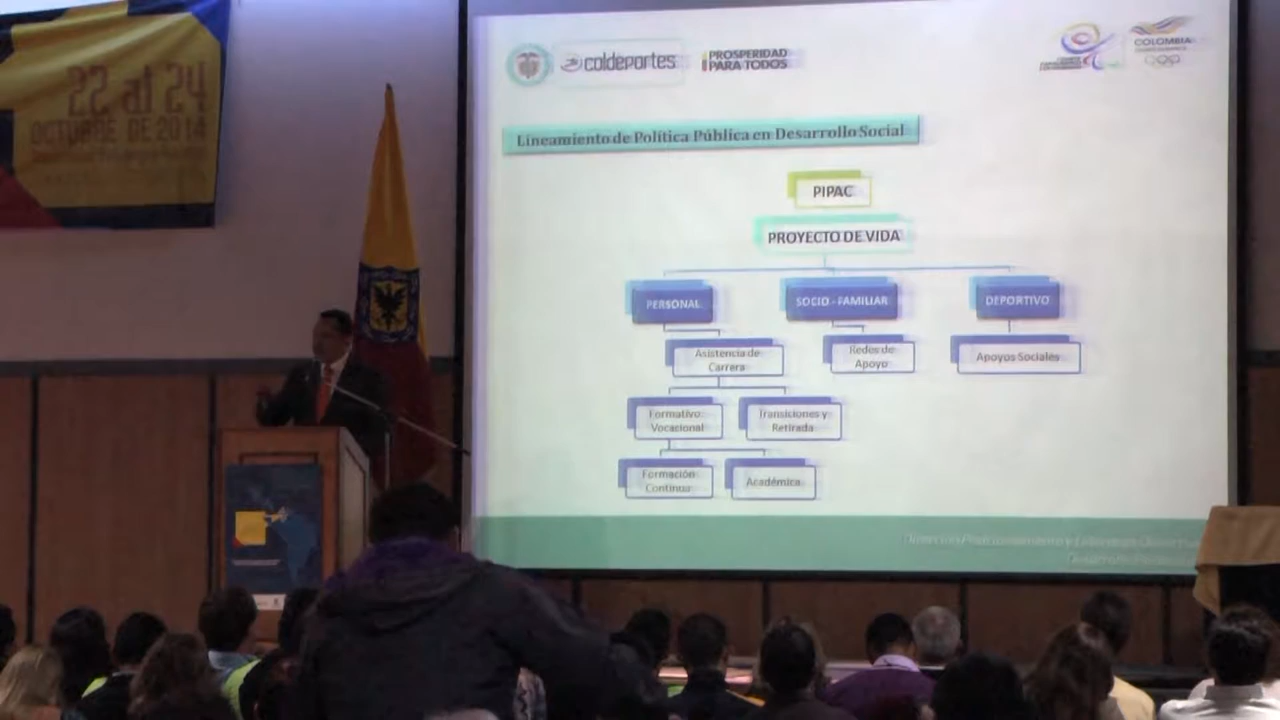 22 al 24
OCTUBRE DE 2014
coldeportes
PROSPERIDAD
PARA TODOS
COLOMBIA
Lineamiento de Política Pública en Desarrollo Social
PIPAC
PROYECTO DE VIDA
PERSONAL
SOCIO - FAMILIAR
DEPORTIVO
Asistencia de
Carrera
Redes de
Apoyo
Apoyos Sociales
Formativo
Vocacional
Transiciones y
Retirada
Formación
Continua
Académica